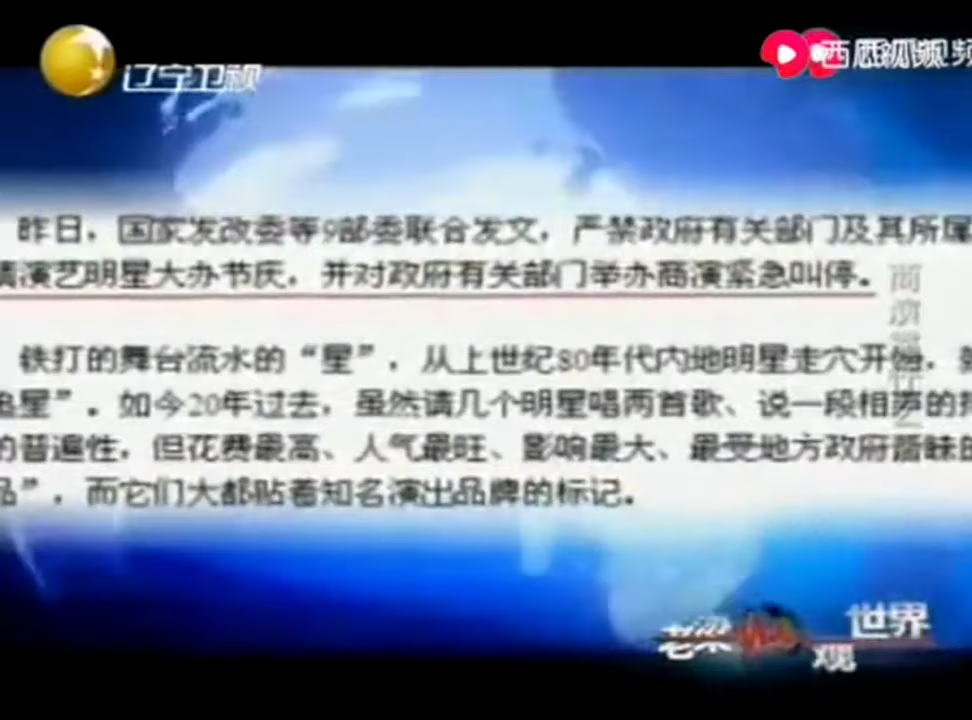 辽宁卫视
西瓜视频
昨日，国家发改委等9部委联合发文，严禁政府有关部门及其所属
请演艺明星大办节庆，并对政府有关部门举办商演紧急叫停。
铁打的舞台流水的“星”，从上世纪80年代内地明星走穴开始，
追星”。如今20年过去，虽然请几个明星唱两首歌、说一段相声的
的普遍性，但花费最高、人气最旺、影响最大、最受地方政府
品”，而它们大都贴着知名演出品牌的标记。
商演
老梁
观
世界